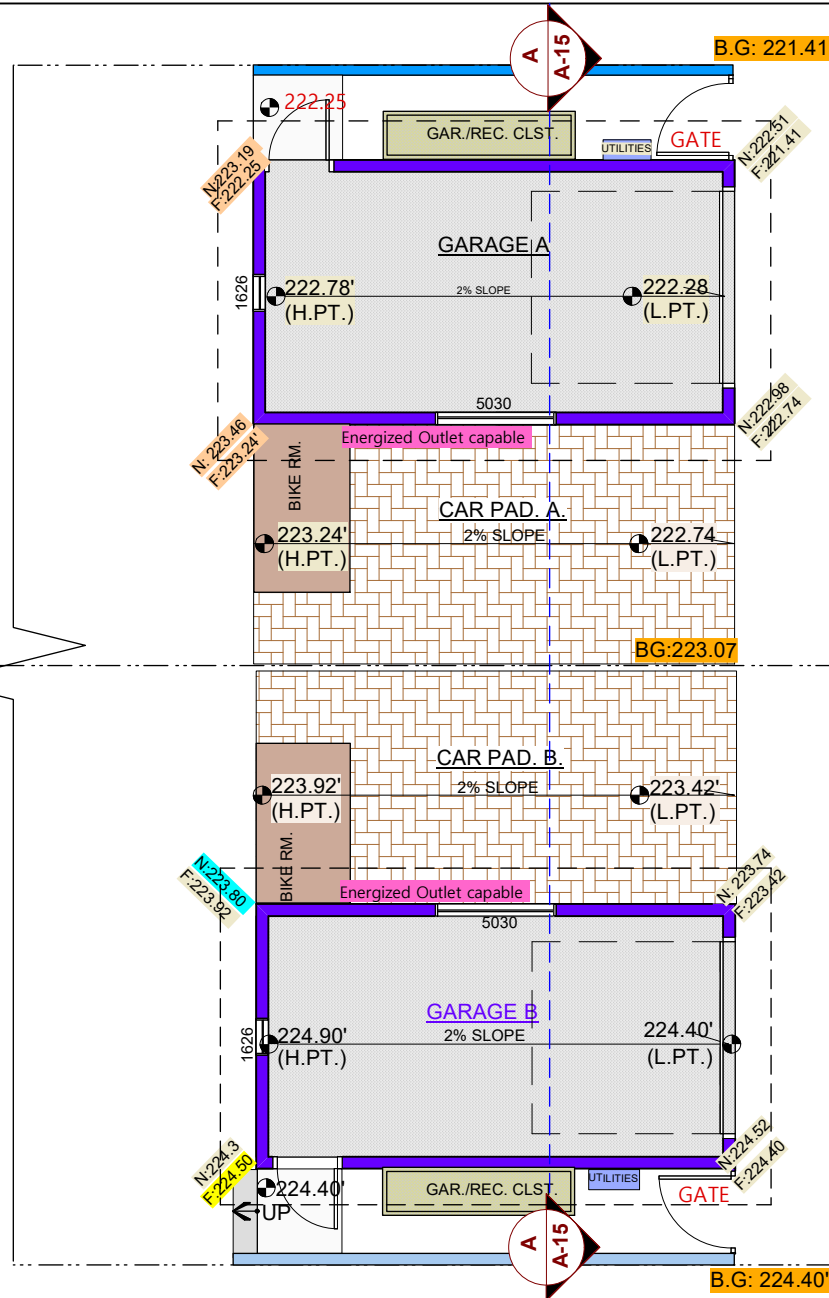 A
A-15
B.G: 221.41
222.25
GAR./REC. CLST.
UTILITIES
GATE
N:222.51
F:221.41
N:223.19
F:222.25
GARAGE A
1626
222.78'
(H.PT.)
2% SLOPE
222.28
(L.PT.)
5030
N:222.98
F:222.74
N: 223.46
F:223.24'
Energized Outlet capable
BIKE RM.
CAR PAD. A.
2% SLOPE
223.24'
(H.PT.)
222.74
(L.PT.)
BG:223.07
CAR PAD. B.
2% SLOPE
223.92'
(H.PT.)
223.42'
(L.PT.)
BIKE RM.
N:223.80
F:223.92
Energized Outlet capable
N: 223.74
F:223.42
5030
GARAGE B
2% SLOPE
1626
224.90'
(H.PT.)
224.40'
(L.PT.)
N:224.3
F:224.50
N:224.52
F:224.40
224.40'
UP
GAR./REC. CLST.
UTILITIES
GATE
A
A-15
B.G: 224.40'